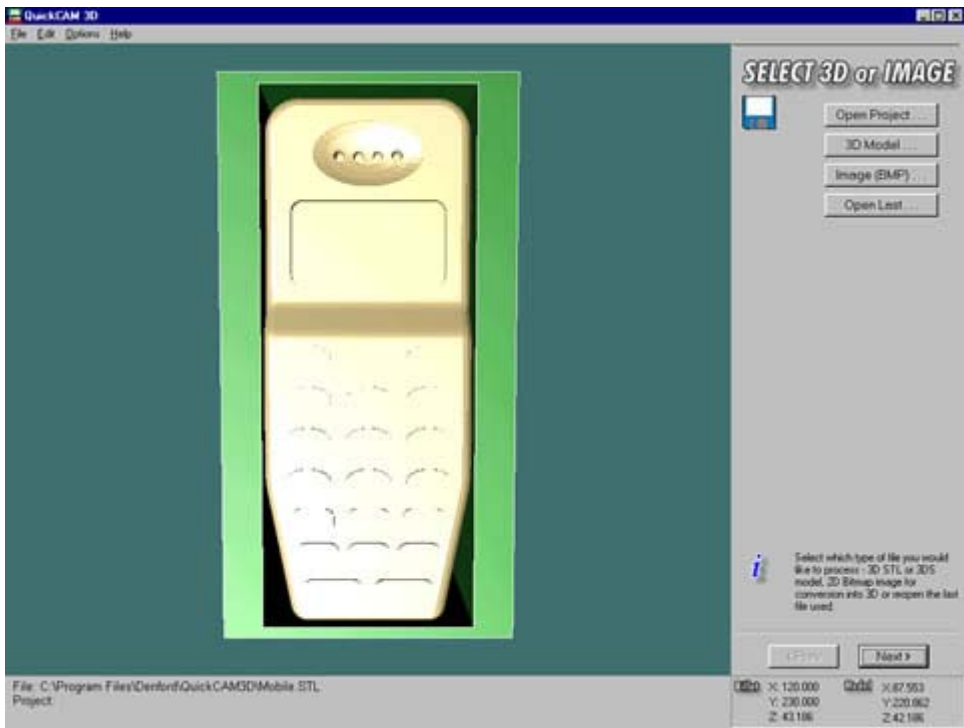 QuickCAM 3D
File Edit Options Help
SELECT 3D or IMAGE
Open Project . . .
3D Model . . .
Image (BMP) . . .
Open Last . . .
Select which type of file you would
like to process - 3D STL or 3DS
model, 2D Bitmap image for
conversion into 3D or reopen the last
file used.
< Prev
Next >
File: C:\Program Files\Denford\QuickCAM3D\Mobile.STL
Project:
X: 120.000
Y: 230.000
Z: 43.186
X:87.553
Y:220.862
Z:42.186